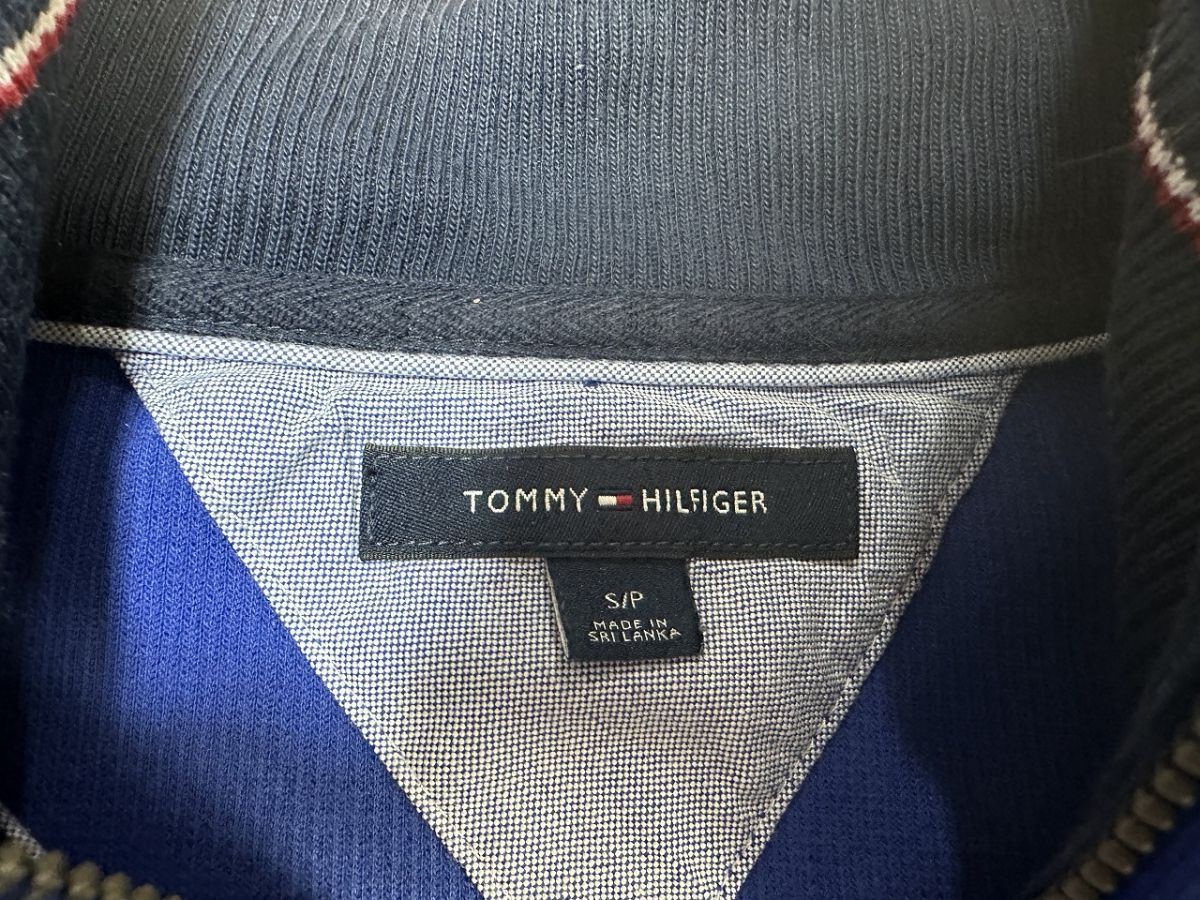 TOMMY HILFIGER
S/P
MADE IN
SRI LANKA